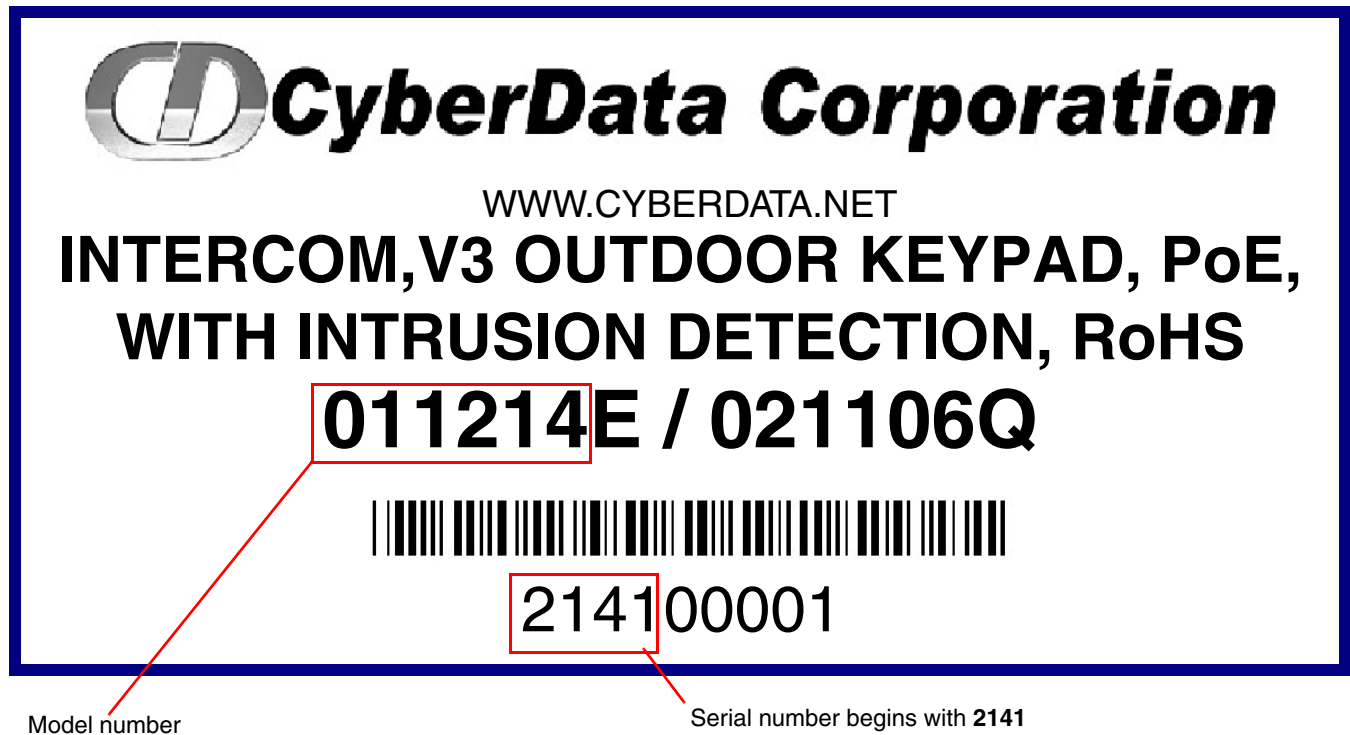 CyberData Corporation
WWW.CYBERDATA.NET
INTERCOM,V3 OUTDOOR KEYPAD, PoE,
WITH INTRUSION DETECTION, RoHS
011214E / 021106Q
214100001
Model number
Serial number begins with 2141